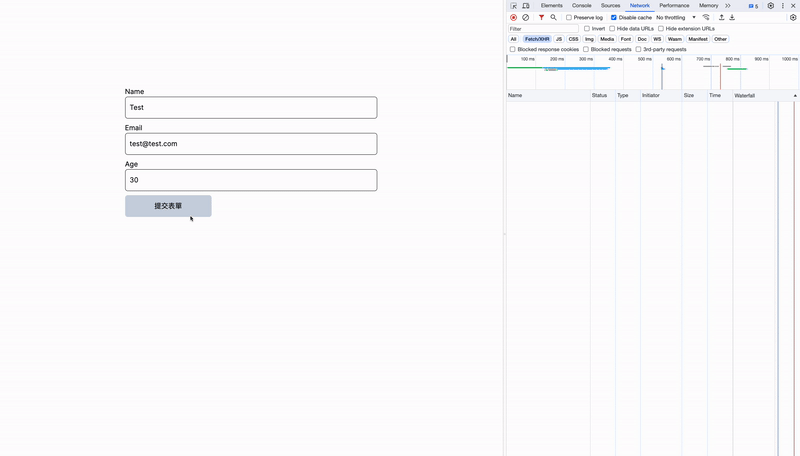 Name
Test
Email
test@test.com
Age
30
提交表單
Elements Console Sources Network Performance Memory 5
Preserve log Disable cache No throttling
Filter Invert Hide data URLs Hide extension URLs
All Fetch/XHR JS CSS Img Media Font Doc WS Wasm Manifest Other
Blocked response cookies Blocked requests 3rd-party requests
100 ms 200 ms 300 ms 400 ms 500 ms 600 ms 700 ms 800 ms 900 ms 1000 ms
Name Status Type Initiator Size Time Waterfall